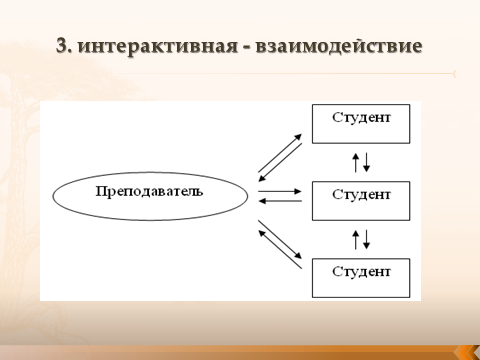 3. интерактивная - взаимодействие
Студент
Преподаватель
Студент
Студент